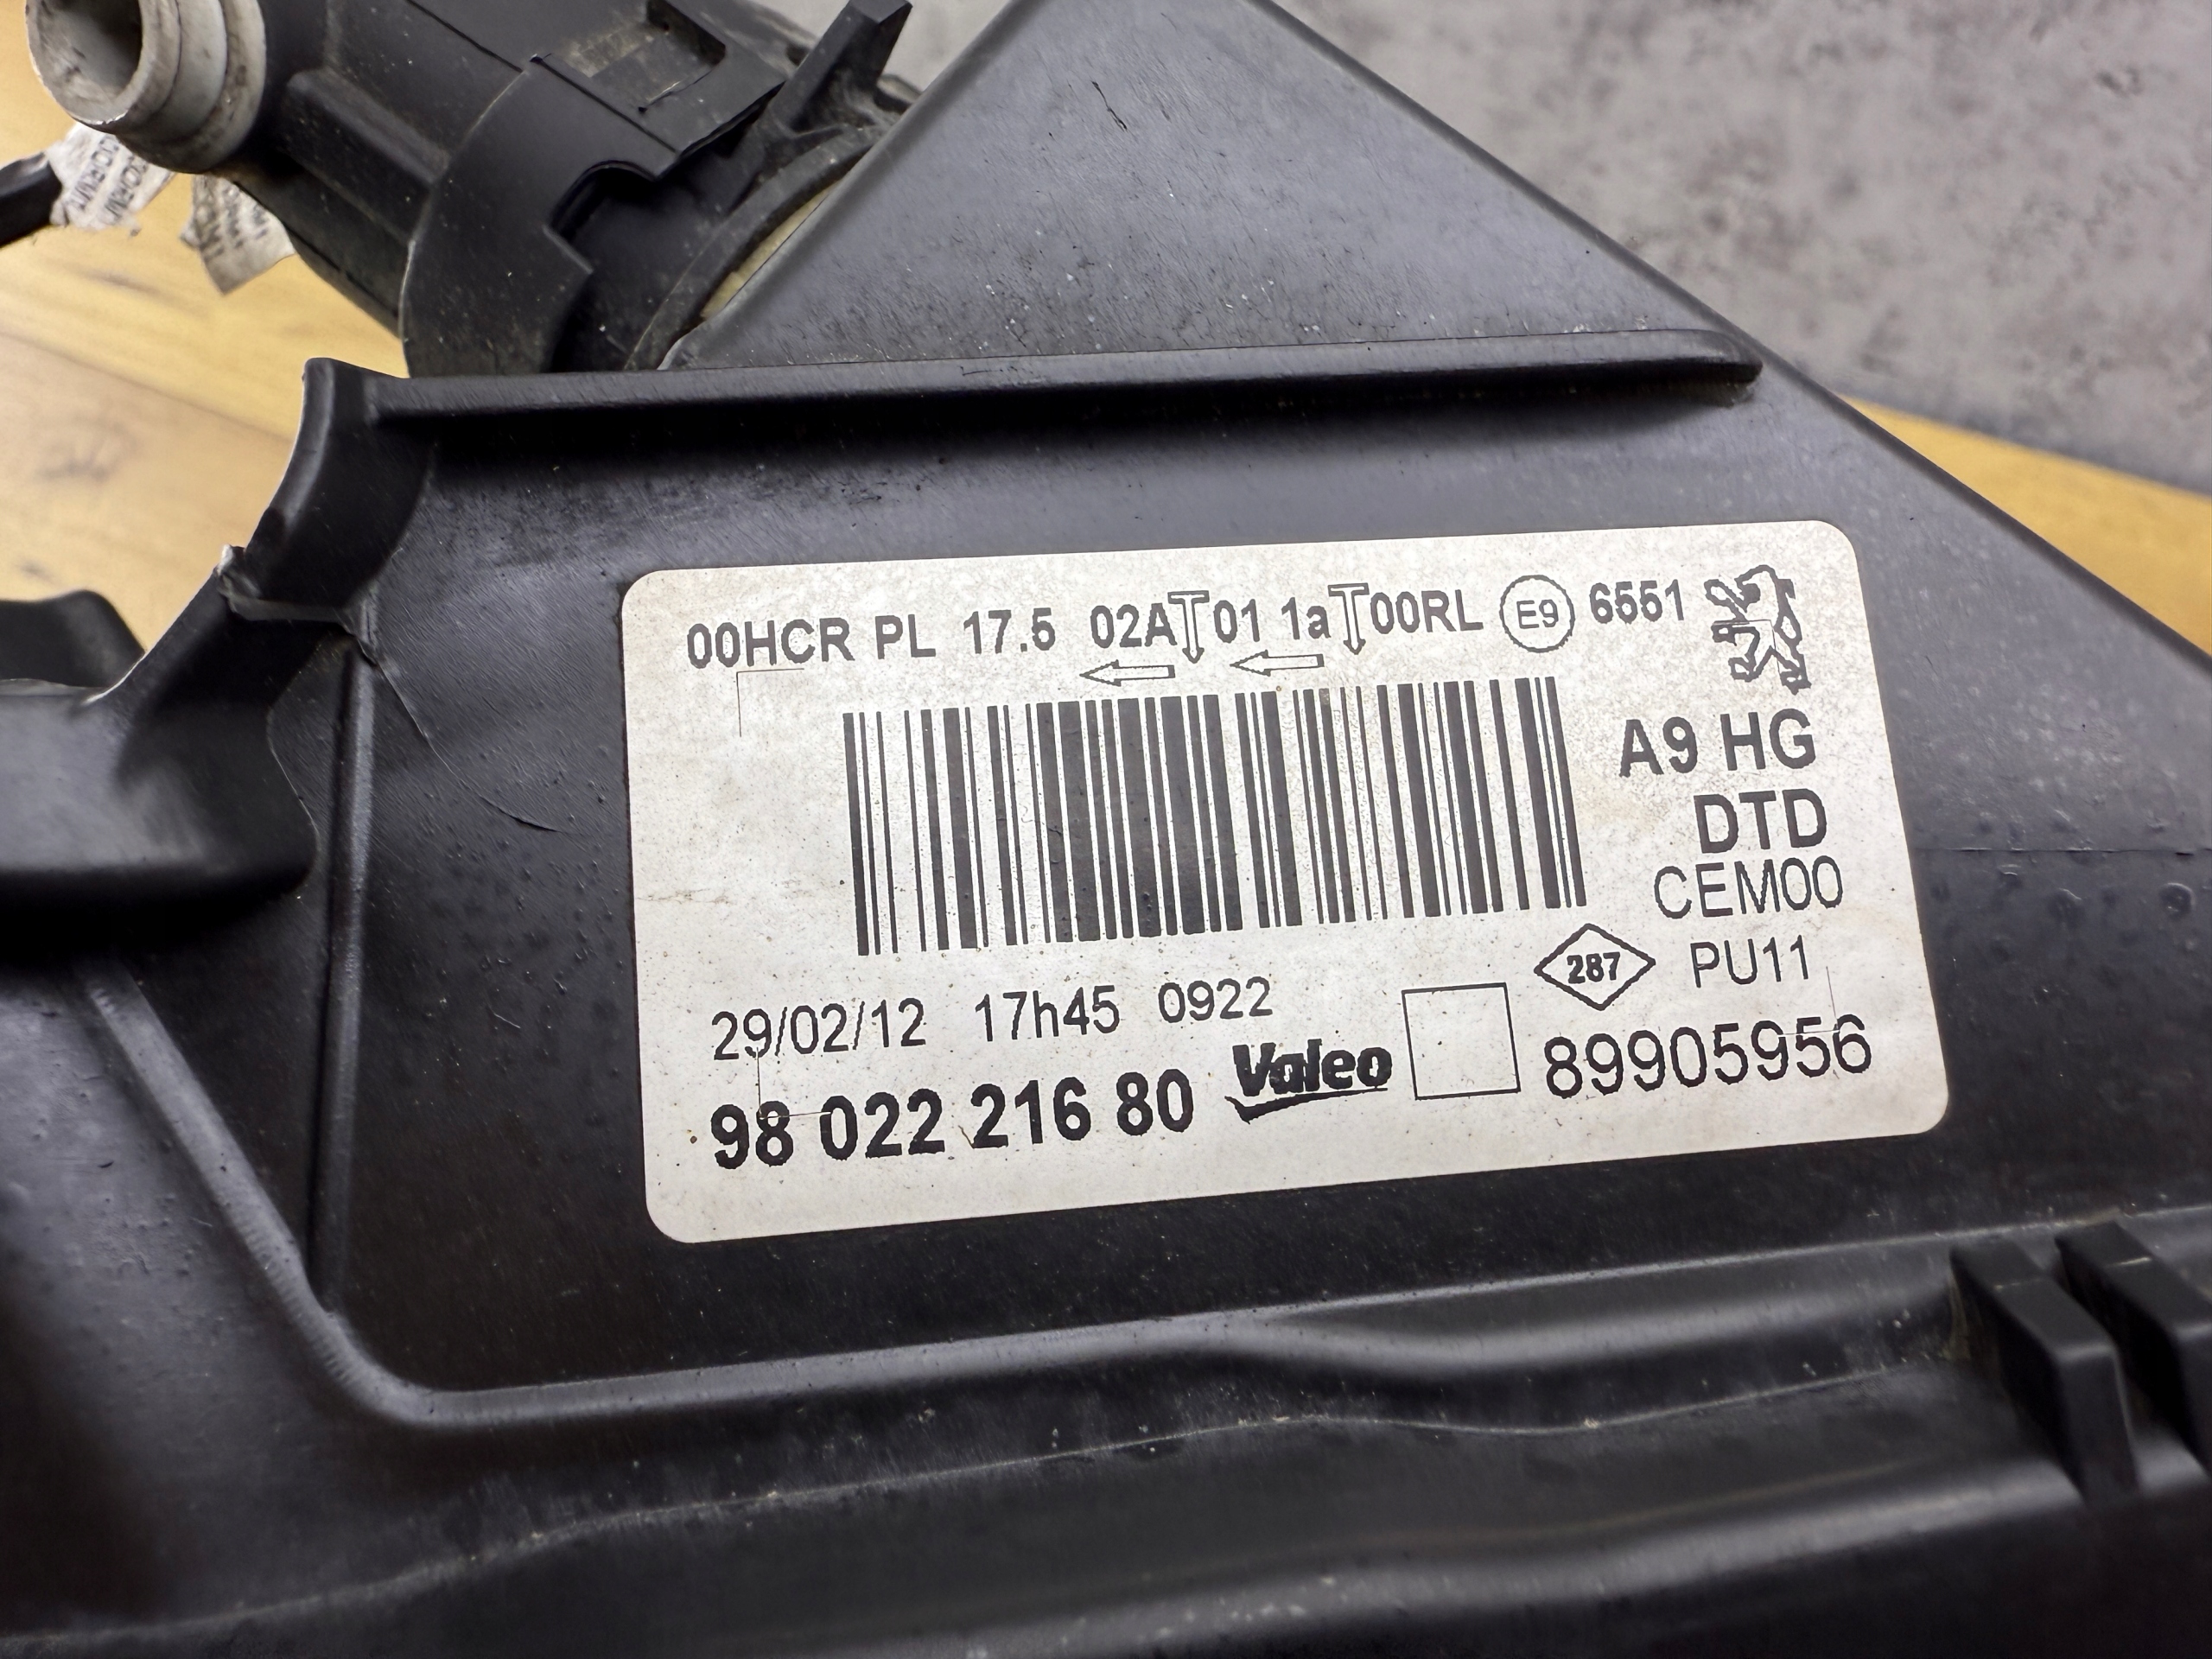 00HCR PL 17.5 02A 01 1a 00RL E9 6551
A9 HG
DTD
CEM00
287 PU11
29/02/12 17h45 0922
98 022 216 80 Valeo 89905956